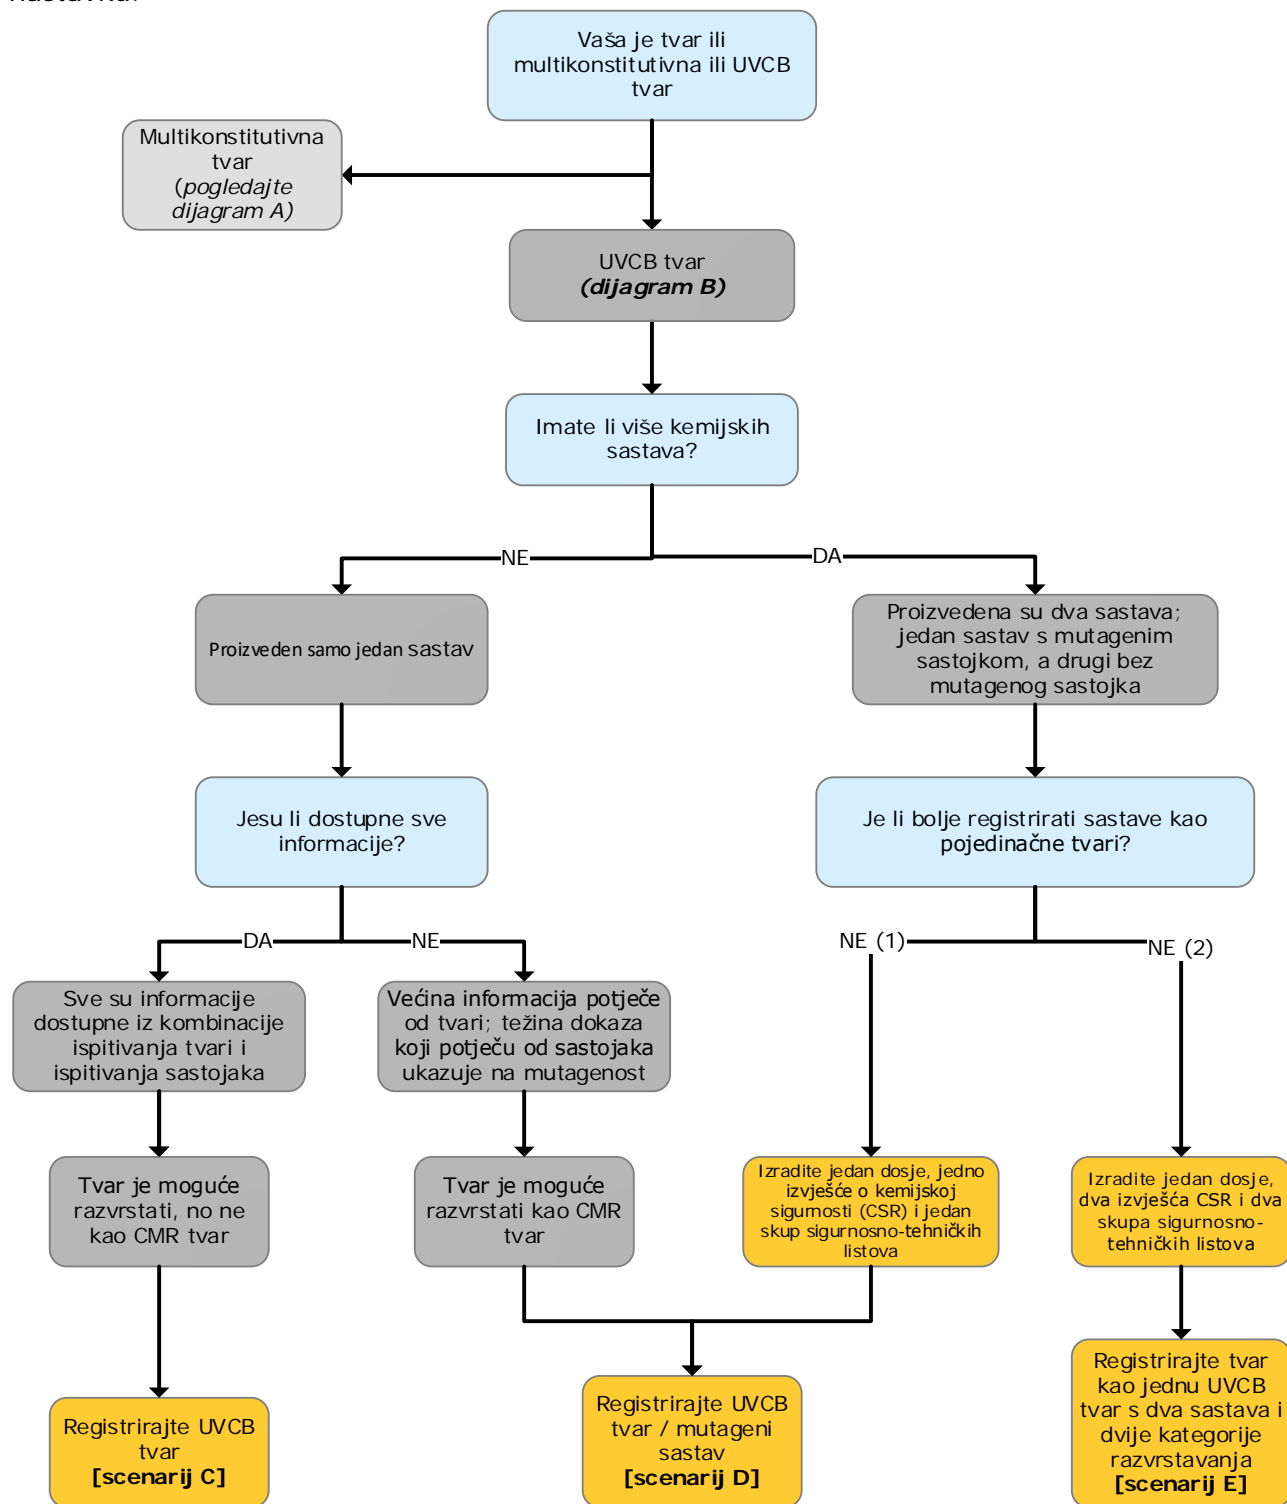 Vaša je tvar ili
multikonstitutivna ili UVCB
tvar
Multikonstitutivna
tvar
(pogledajte
dijagram A)
UVCB tvar
(dijagram B)
Imate li više kemijskih
sastava?
NE
DA
Proizveden samo jedan sastav
Proizvedena su dva sastava;
jedan sastav s mutagenim
sastojkom, a drugi bez
mutagenog sastojka
Jesu li dostupne sve
informacije?
Je li bolje registrirati sastave kao
pojedinačne tvari?
DA
NE
NE (1)
NE (2)
Sve su informacije
dostupne iz kombinacije
ispitivanja tvari i
ispitivanja sastojaka
Većina informacija potječe
od tvari; težina dokaza
koji potječu od sastojaka
ukazuje na mutagenost
Tvar je moguće
razvrstati, no ne
kao CMR tvar
Tvar je moguće
razvrstati kao CMR
tvar
Izradite jedan dosje, jedno
izvješće o kemijskoj
sigurnosti (CSR) i jedan
skup sigurnosno-tehničkih
listova
Izradite jedan dosje,
dva izvješća CSR i dva
skupa sigurnosno-
tehničkih listova
Registrirajte UVCB
tvar
[scenarij C]
Registrirajte UVCB
tvar / mutageni
sastav
[scenarij D]
Registrirajte tvar
kao jednu UVCB
tvar s dva sastava i
dvije kategorije
razvrstavanja
[scenarij E]